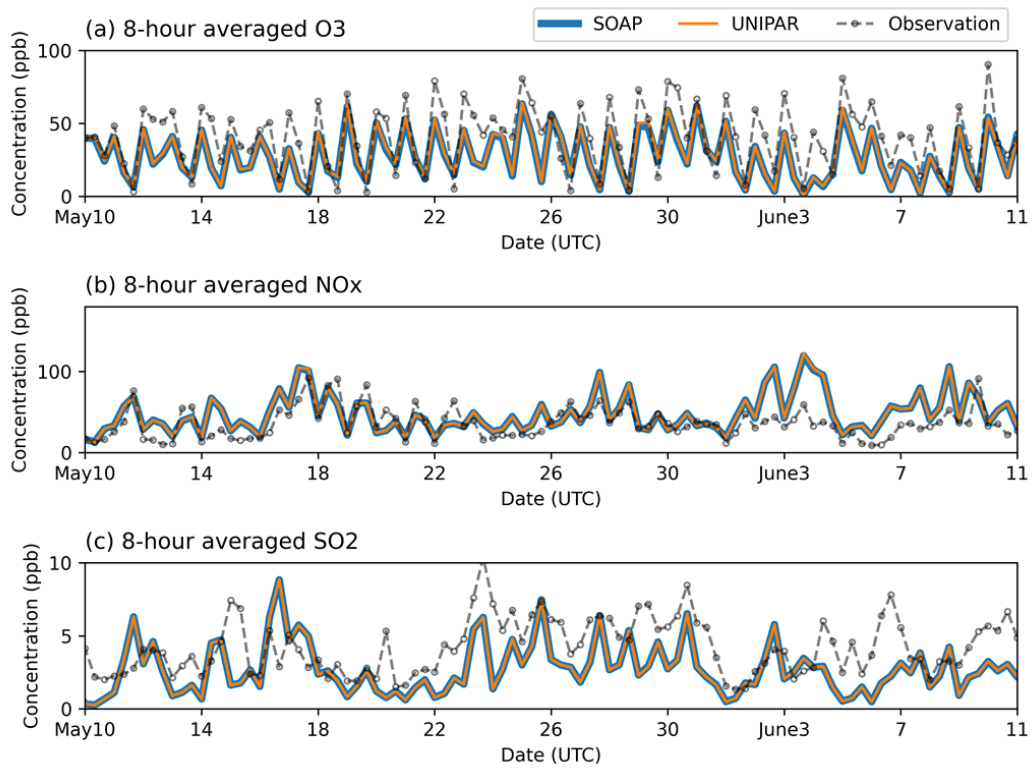 (a) 8-hour averaged O3
SOAP UNIPAR Observation
Concentration (ppb)
100
50
0
May10 14 18 22 26 30 June3 7 11
Date (UTC)
(b) 8-hour averaged NOx
Concentration (ppb)
100
0
May10 14 18 22 26 30 June3 7 11
Date (UTC)
(c) 8-hour averaged SO2
Concentration (ppb)
10
5
0
May10 14 18 22 26 30 June3 7 11
Date (UTC)